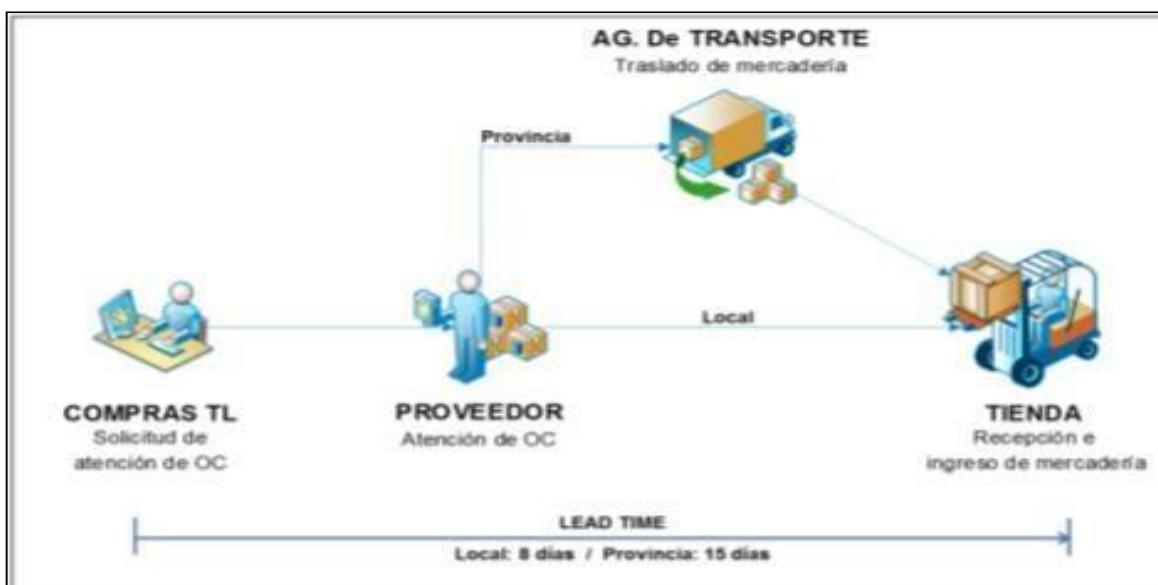 AG. De TRANSPORTE
Traslado de mercadería
Provincia
Local
COMPRAS TL
Solicitud de
atención de OC
PROVEEDOR
Atención de OC
TIENDA
Recepción e
ingreso de mercadería
LEAD TIME
Local: 8 días / Provincia: 15 días